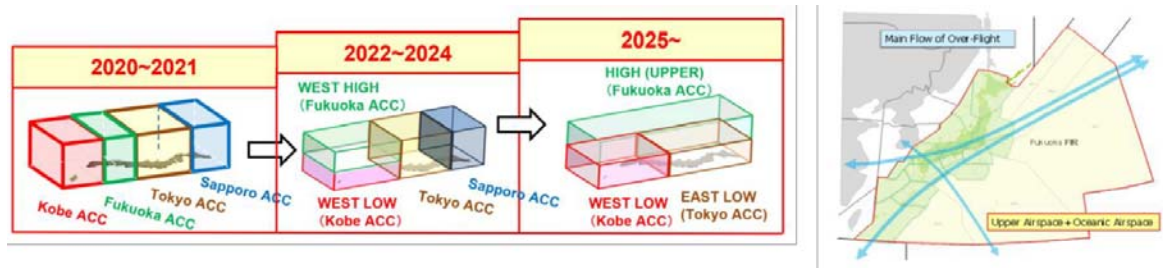 2020~2021
Kobe ACC
Fukuoka ACC
Tokyo ACC
Sapporo ACC
2022~2024
WEST HIGH
(Fukuoka ACC)
WEST LOW
(Kobe ACC)
Tokyo ACC
Sapporo ACC
2025~
HIGH (UPPER)
(Fukuoka ACC)
WEST LOW
(Kobe ACC)
EAST LOW
(Tokyo ACC)
Main Flow of Over-Flight
Fukuoka FIR
Upper Airspace + Oceanic Airspace